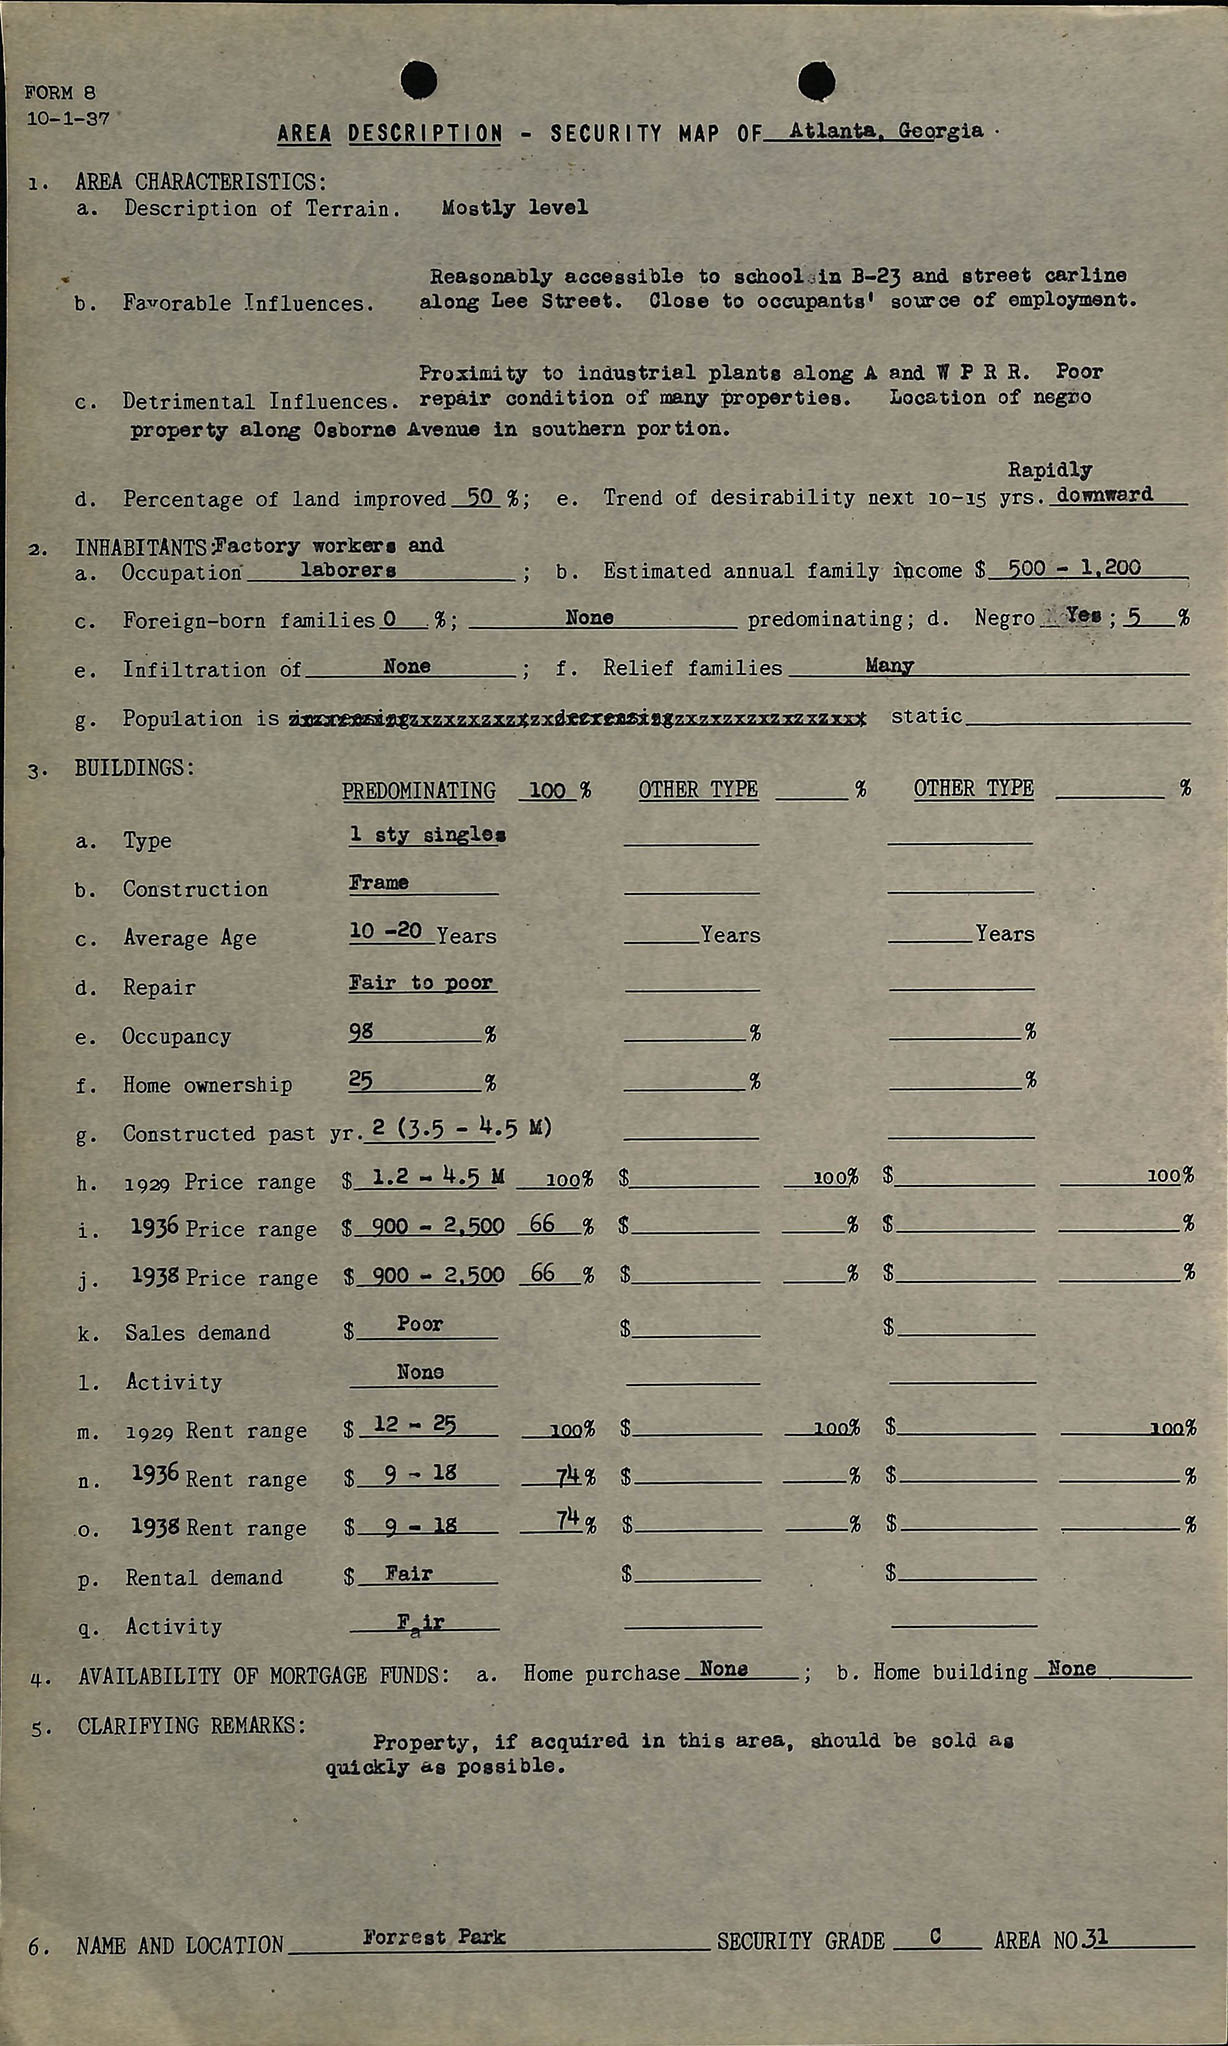 FORM 8
10-1-37
AREA DESCRIPTION - SECURITY MAP OF Atlanta, Georgia.
1. AREA CHARACTERISTICS:
a. Description of Terrain. Mostly level
Reasonably accessible to school in B-23 and street carline
b. Favorable Influences. along Lee Street. Close to occupants' source of employment.
Proximity to industrial plants along A and W P R R. Poor
c. Detrimental Influences. repair condition of many properties. Location of negro
property along Osborne Avenue in southern portion.
Rapidly
d. Percentage of land improved 50 %; e. Trend of desirability next 10-15 yrs. downward
2. INHABITANTS: Factory workers and
a. Occupation laborers ; b. Estimated annual family income $ 500 - 1,200
c. Foreign-born families 0 %; None predominating; d. Negro Yes ; 5 %
e. Infiltration of None ; f. Relief families Many
g. Population is static
3. BUILDINGS:
PREDOMINATING 100 % OTHER TYPE % OTHER TYPE %
a. Type 1 sty singles
b. Construction Frame
c. Average Age 10 -20 Years Years Years
d. Repair Fair to poor
e. Occupancy 98 % % %
f. Home ownership 25 % % %
g. Constructed past yr. 2 (3.5 - 4.5 M)
h. 1929 Price range $ 1.2 - 4.5 M 100% $ 100% $ 100%
i. 1936 Price range $ 900 - 2,500 66 % $ % $ %
j. 1938 Price range $ 900 - 2,500 66 % $ % $ %
k. Sales demand $ Poor $ $
l. Activity None
m. 1929 Rent range $ 12 - 25 100% $ 100% $ 100%
n. 1936 Rent range $ 9 - 18 74% $ % $ %
o. 1938 Rent range $ 9 - 18 74% $ % $ %
p. Rental demand $ Fair $ $
q. Activity Fair
4. AVAILABILITY OF MORTGAGE FUNDS: a. Home purchase None ; b. Home building None
5. CLARIFYING REMARKS:
Property, if acquired in this area, should be sold as
quickly as possible.
6. NAME AND LOCATION Forrest Park SECURITY GRADE C AREA NO. 31